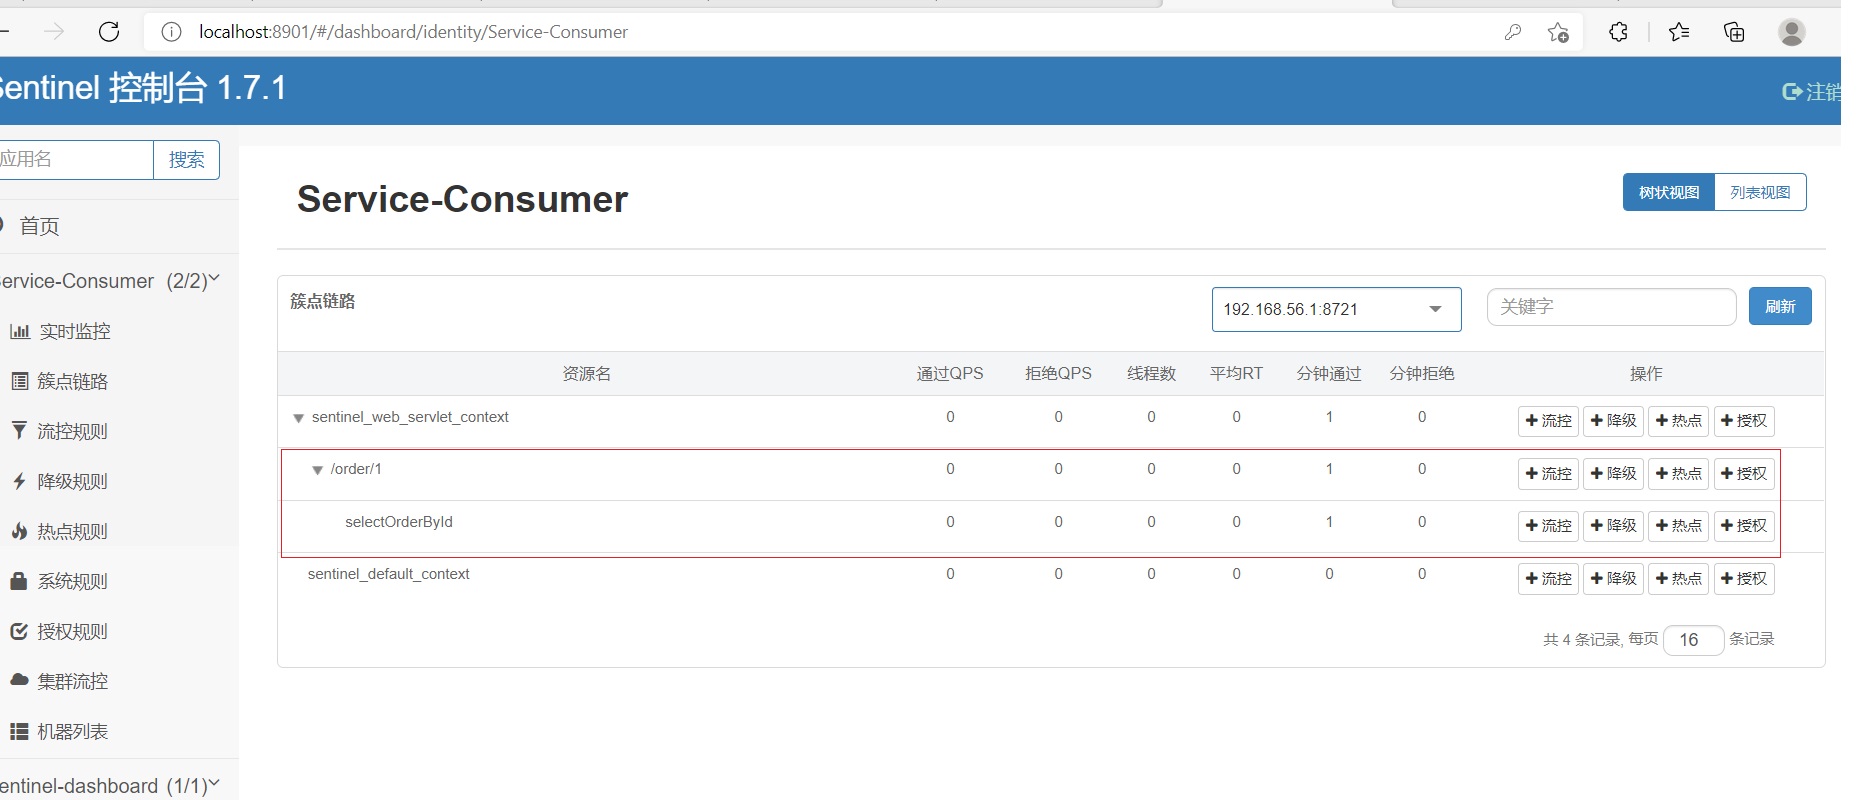 localhost:8901/#/dashboard/identity/Service-Consumer
Sentinel 控制台 1.7.1
注销
应用名
搜索
首页
ervice-Consumer (2/2)
实时监控
簇点链路
流控规则
降级规则
热点规则
系统规则
授权规则
集群流控
机器列表
entinel-dashboard (1/1)
Service-Consumer
树状视图 列表视图
簇点链路
192.168.56.1:8721
关键字
刷新
资源名 通过QPS 拒绝QPS 线程数 平均RT 分钟通过 分钟拒绝 操作
sentinel_web_servlet_context 0 0 0 0 1 0 流控 降级 热点 授权
/order/1 0 0 0 0 1 0 流控 降级 热点 授权
selectOrderById 0 0 0 0 1 0 流控 降级 热点 授权
sentinel_default_context 0 0 0 0 0 0 流控 降级 热点 授权
共 4 条记录, 每页 16 条记录